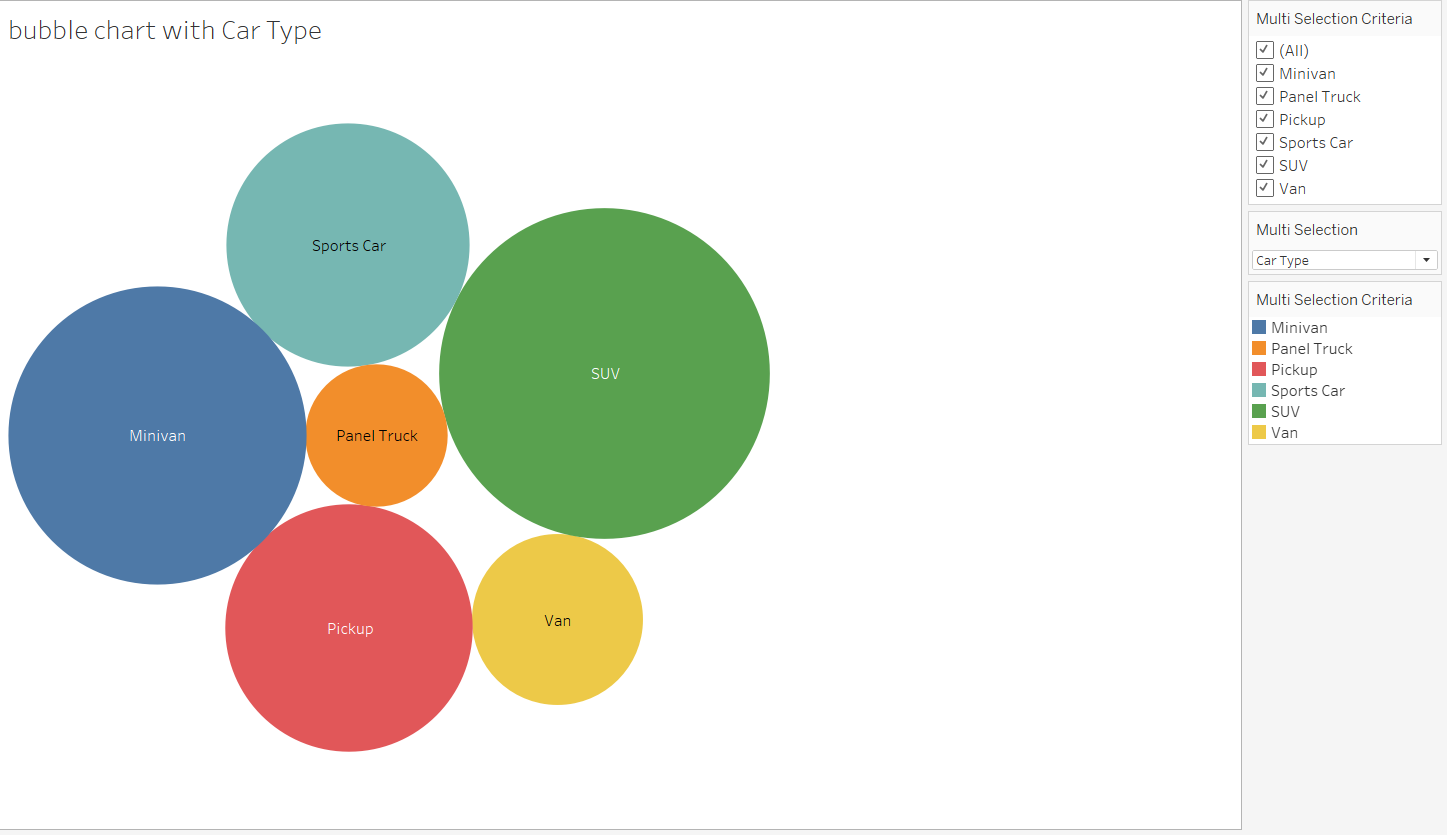 bubble chart with Car Type
Sports Car
SUV
Minivan
Panel Truck
Pickup
Van
Multi Selection Criteria
(All)
Minivan
Panel Truck
Pickup
Sports Car
SUV
Van
Multi Selection
Car Type
Multi Selection Criteria
Minivan
Panel Truck
Pickup
Sports Car
SUV
Van